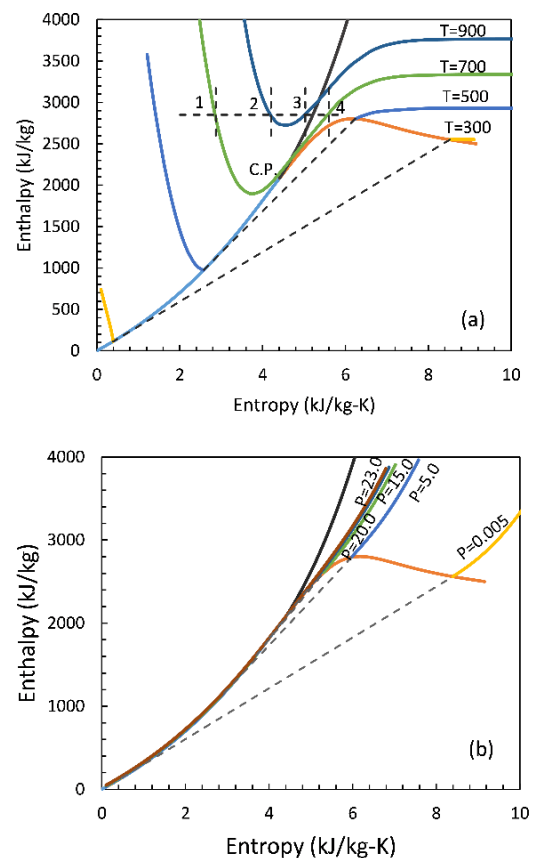 4000
3500
3000
2500
2000
1500
1000
500
0
Enthalpy (kJ/kg)
T=900
T=700
T=500
T=300
1
2
3
4
C.P.
(a)
0
2
4
6
8
10
Entropy (kJ/kg-K)
4000
3000
2000
1000
0
Enthalpy (kJ/kg)
P=23.0
P=15.0
P=20.0
P=5.0
P=0.005
(b)
0
2
4
6
8
10
Entropy (kJ/kg-K)